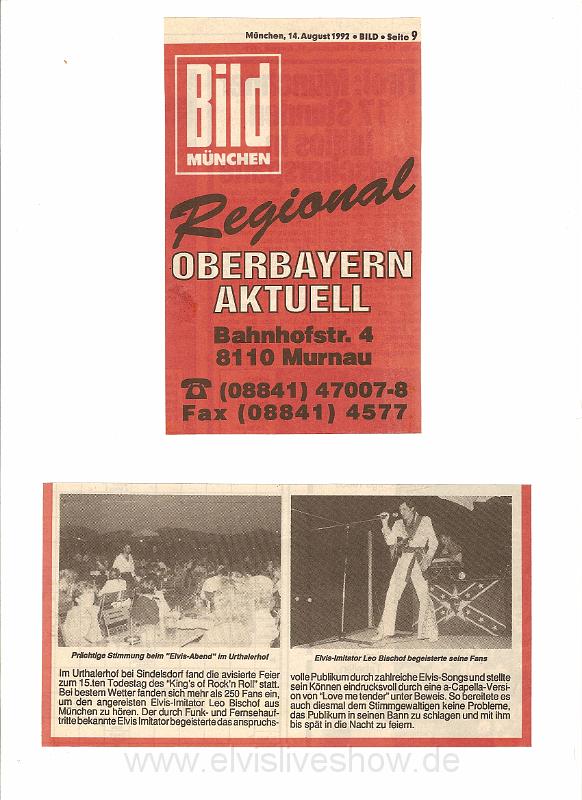 München, 14. August 1992 • BILD • Seite 9
Bild
MÜNCHEN
Regional
OBERBAYERN
AKTUELL
Bahnhofstr. 4
8110 Murnau
☎ (08841) 47007-8
Fax (08841) 4577
Prächtige Stimmung beim "Elvis-Abend" im Urthalerhof
Im Urthalerhof bei Sindelsdorf fand die avisierte Feier
zum 15.ten Todestag des "King's of Rock'n Roll" statt.
Bei bestem Wetter fanden sich mehr als 250 Fans ein,
um den angereisten Elvis-Imitator Leo Bischof aus
München zu hören. Der durch Funk- und Fernsehauf-
tritte bekannte Elvis Imitator begeisterte das anspruchs-
Elvis-Imitator Leo Bischof begeisterte seine Fans
volle Publikum durch zahlreiche Elvis-Songs und stellte
sein Können eindrucksvoll durch eine a-Capella-Versi-
on von "Love me tender" unter Beweis. So bereitete es
auch diesmal dem Stimmgewaltigen keine Probleme,
das Publikum in seinen Bann zu schlagen und mit ihm
bis spät in die Nacht zu feiern.
www.elvisliveshow.de